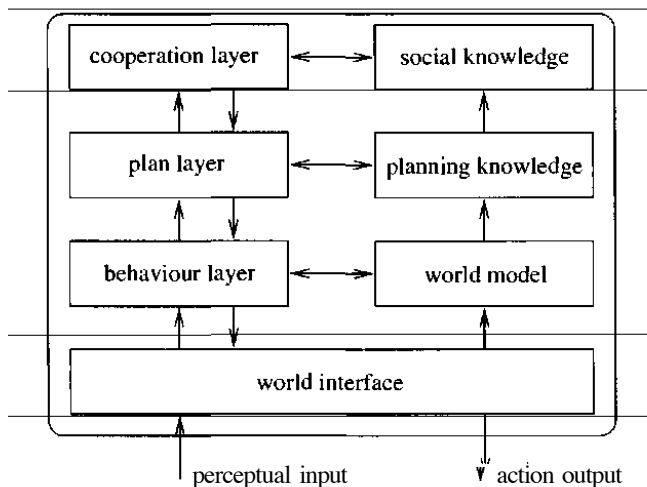 cooperation layer
social knowledge
plan layer
planning knowledge
behaviour layer
world model
world interface
perceptual input
action output